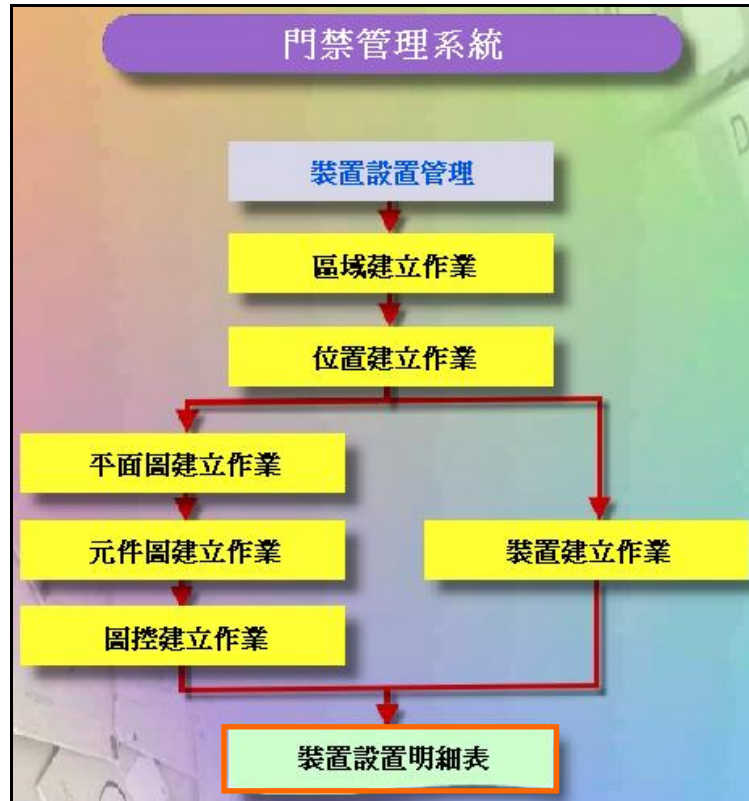 門禁管理系統
裝置設置管理
區域建立作業
位置建立作業
平面圖建立作業
元件圖建立作業
裝置建立作業
圖控建立作業
裝置設置明細表